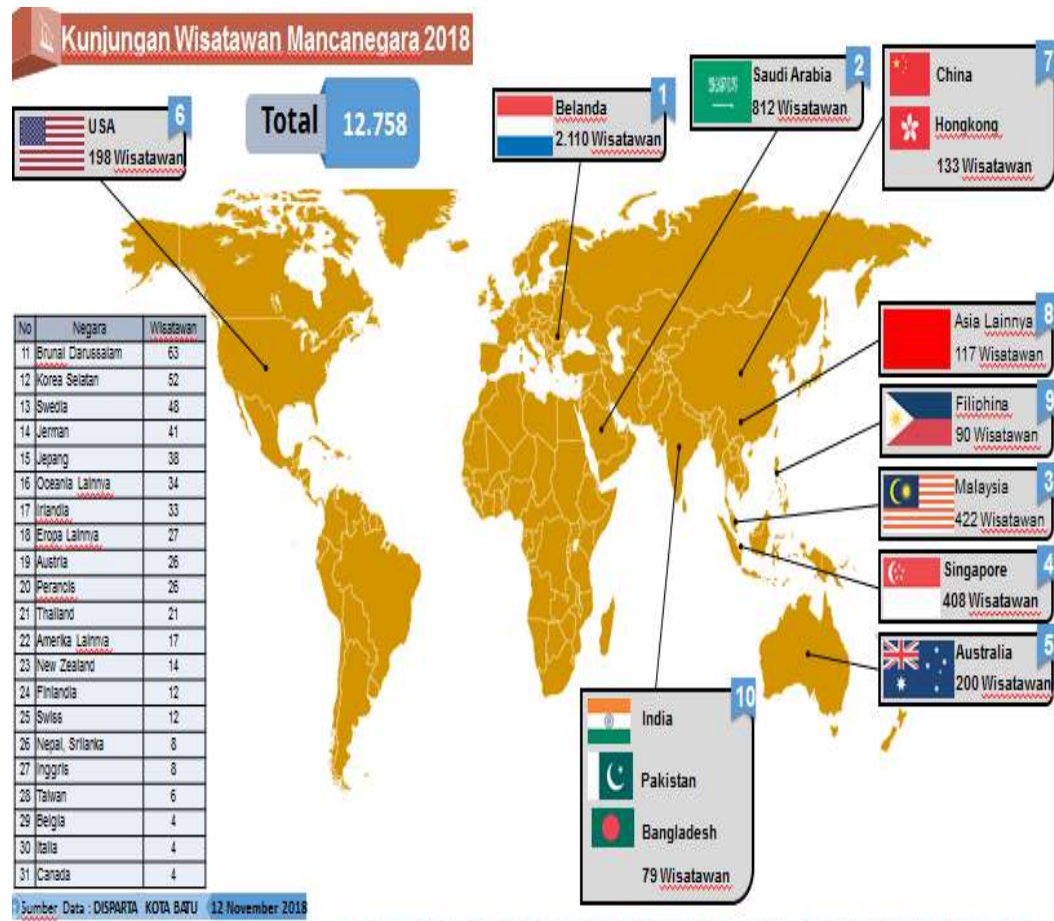 Kunjungan Wisatawan Mancanegara 2018
Total 12.758
6
USA
198 Wisatawan
1
Belanda
2.110 Wisatawan
2
Saudi Arabia
812 Wisatawan
7
China
Hongkong
133 Wisatawan
8
Asia Lainnya
117 Wisatawan
9
Filiphina
90 Wisatawan
3
Malaysia
422 Wisatawan
4
Singapore
408 Wisatawan
5
Australia
200 Wisatawan
10
India
Pakistan
Bangladesh
79 Wisatawan
No Negara Wisatawan
11 Brunai Darussalam 63
12 Korea Selatan 52
13 Swedia 48
14 Jerman 41
15 Jepang 38
16 Oceania Lainnya 34
17 Irlandia 33
18 Eropa Lainnya 27
19 Austria 26
20 Perancis 26
21 Thailand 21
22 Amerika Lainnya 17
23 New Zealand 14
24 Finlandia 12
25 Swiss 12
26 Nepal, Srilanka 8
27 Inggris 8
28 Taiwan 6
29 Belgia 4
30 Italia 4
31 Canada 4
Sumber Data : DISPARTA KOTA BATU 12 November 2018